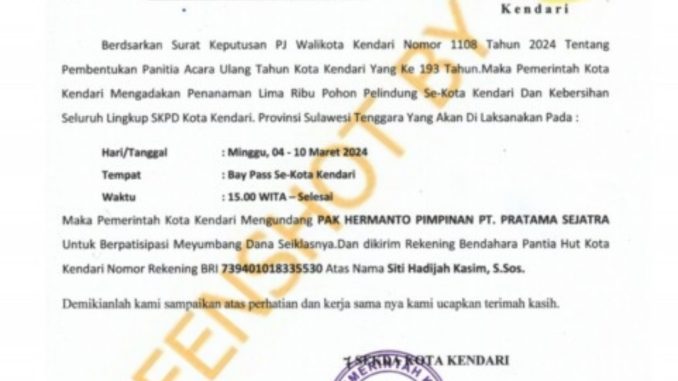 Kendari
Berdsarkan Surat Keputusan PJ Walikota Kendari Nomor 1108 Tahun 2024 Tentang
Pembentukan Panitia Acara Ulang Tahun Kota Kendari Yang Ke 193 Tahun.Maka Pemerintah Kota
Kendari Mengadakan Penanaman Lima Ribu Pohon Pelindung Se-Kota Kendari Dan Kebersihan
Seluruh Lingkup SKPD Kota Kendari. Provinsi Sulawesi Tenggara Yang Akan Di Laksanakan Pada :
Hari/Tanggal : Minggu, 04 - 10 Maret 2024
Tempat : Bay Pass Se-Kota Kendari
Waktu : 15.00 WITA – Selesai
Maka Pemerintah Kota Kendari Mengundang PAK HERMANTO PIMPINAN PT. PRATAMA SEJATRA
Untuk Berpatisipasi Meyumbang Dana Seiklasnya.Dan dikirim Rekening Bendahara Pantia Hut Kota
Kendari Nomor Rekening BRI 739401018335530 Atas Nama Siti Hadijah Kasim, S.Sos.
Demikianlah kami sampaikan atas perhatian dan kerja sama nya kami ucapkan terimah kasih.
SEKDA KOTA KENDARI
EENSHOT BY